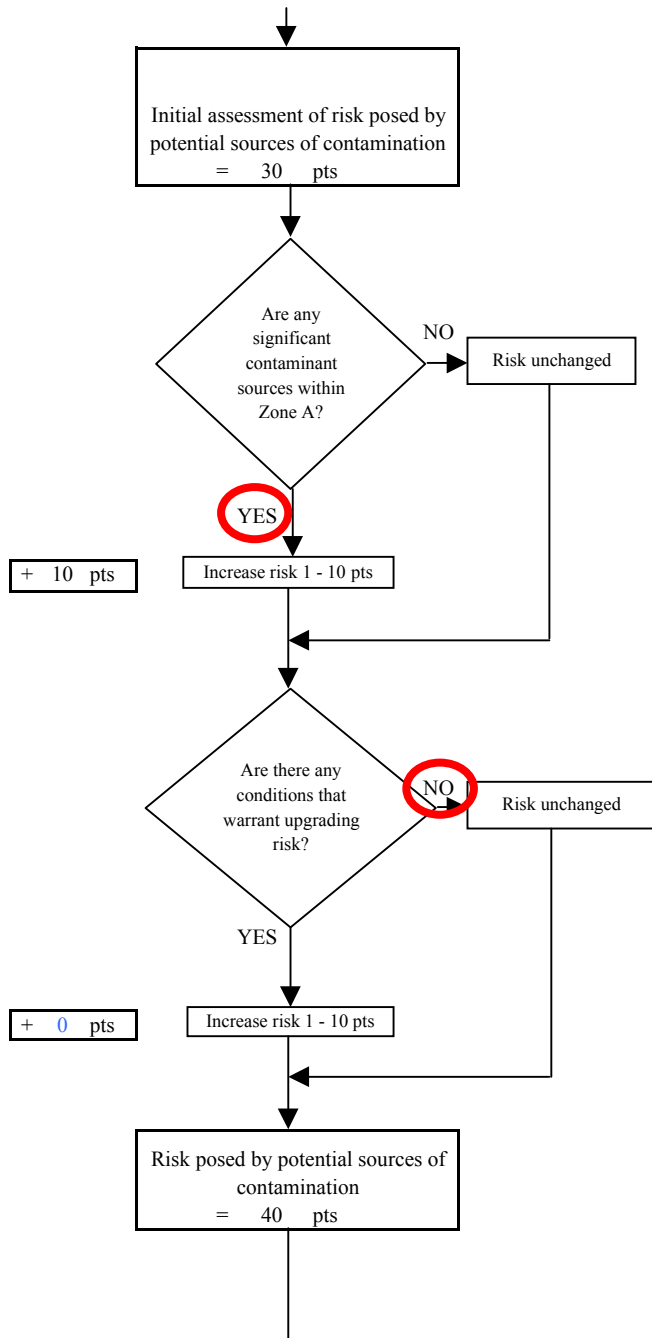 Initial assessment of risk posed by
potential sources of contamination
= 30 pts
Are any
significant
contaminant
sources within
Zone A?
NO
Risk unchanged
YES
+ 10 pts
Increase risk 1 - 10 pts
Are there any
conditions that
warrant upgrading
risk?
NO
Risk unchanged
YES
+ 0 pts
Increase risk 1 - 10 pts
Risk posed by potential sources of
contamination
= 40 pts